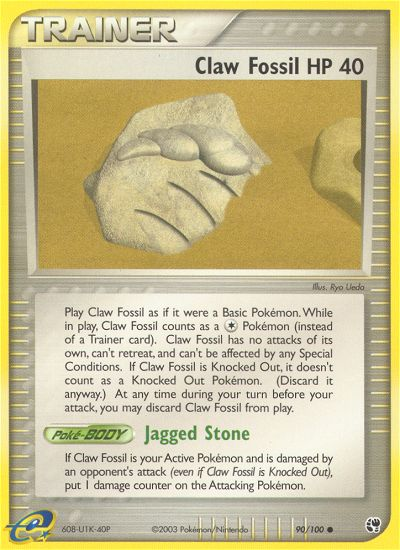 TRAINER
Claw Fossil HP 40
Illus. Ryo Ueda
Play Claw Fossil as if it were a Basic Pokémon. While
in play, Claw Fossil counts as a Pokémon (instead
of a Trainer card). Claw Fossil has no attacks of its
own, can't retreat, and can't be affected by any Special
Conditions. If Claw Fossil is Knocked Out, it doesn't
count as a Knocked Out Pokémon. (Discard it
anyway.) At any time during your turn before your
attack, you may discard Claw Fossil from play.
Poké-BODY Jagged Stone
If Claw Fossil is your Active Pokémon and is damaged by
an opponent's attack (even if Claw Fossil is Knocked Out),
put 1 damage counter on the Attacking Pokémon.
e 608-U1K-40P ©2003 Pokémon/Nintendo 90/100 ●